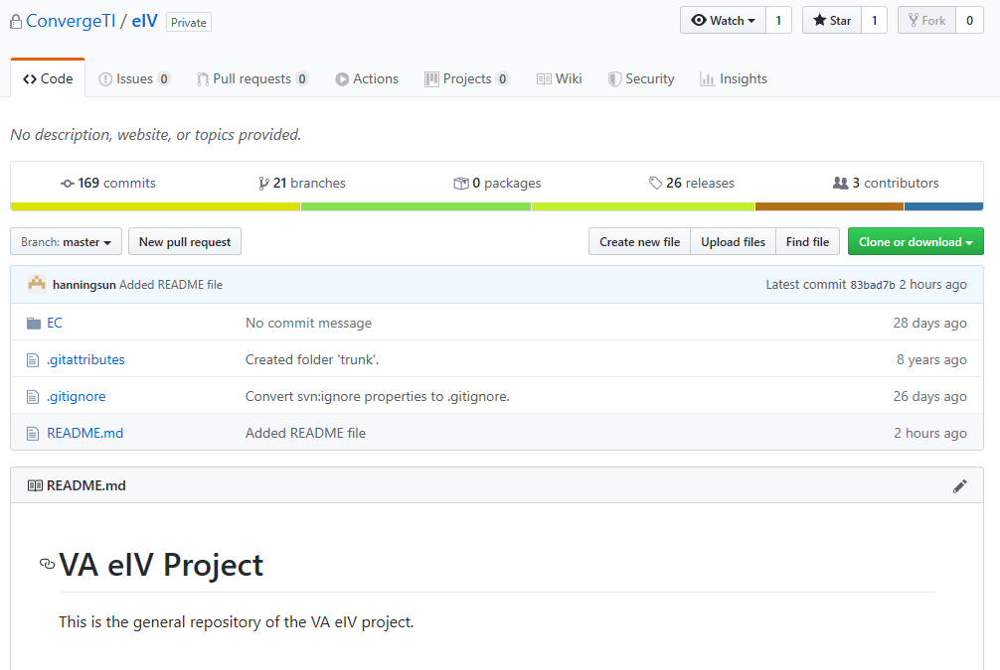 ConvergeTI / eIV Private Watch 1 Star 1 Fork 0
Code Issues 0 Pull requests 0 Actions Projects 0 Wiki Security Insights
No description, website, or topics provided.
169 commits 21 branches 0 packages 26 releases 3 contributors
Branch: master New pull request Create new file Upload files Find file Clone or download
hanningsun Added README file Latest commit 83bad7b 2 hours ago
EC No commit message 28 days ago
.gitattributes Created folder 'trunk'. 8 years ago
.gitignore Convert svn:ignore properties to .gitignore. 26 days ago
README.md Added README file 2 hours ago
README.md
VA eIV Project
This is the general repository of the VA eIV project.